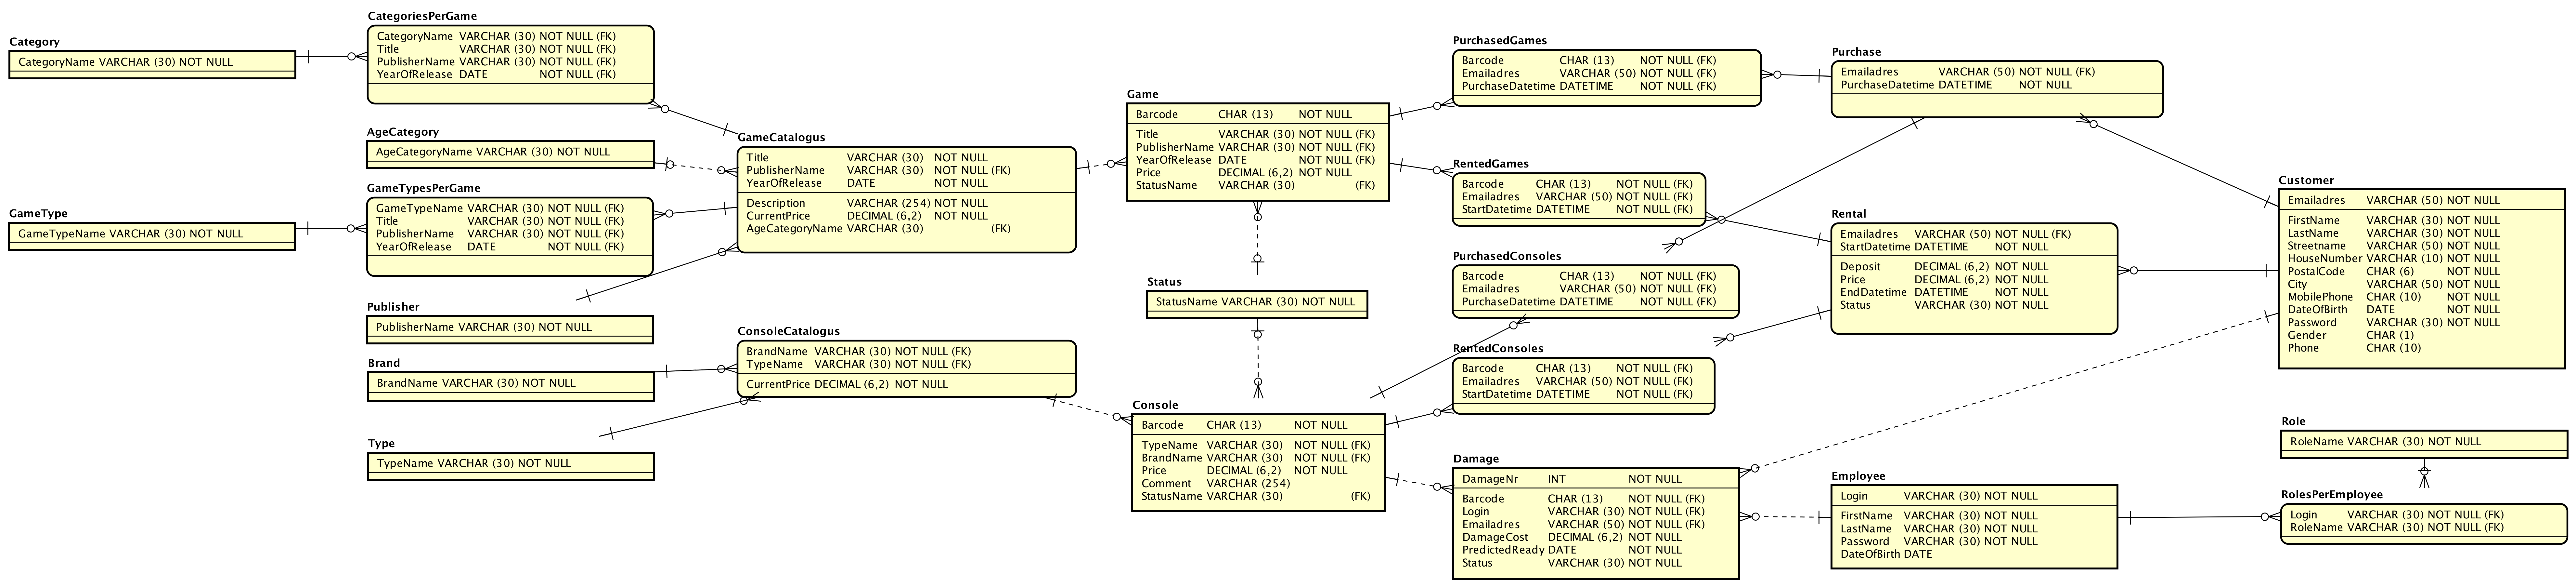 Category
CategoryName VARCHAR (30) NOT NULL
CategoriesPerGame
CategoryName VARCHAR (30) NOT NULL (FK)
Title VARCHAR (30) NOT NULL (FK)
PublisherName VARCHAR (30) NOT NULL (FK)
YearOfRelease DATE NOT NULL (FK)
AgeCategory
AgeCategoryName VARCHAR (30) NOT NULL
GameType
GameTypeName VARCHAR (30) NOT NULL
GameTypesPerGame
GameTypeName VARCHAR (30) NOT NULL (FK)
Title VARCHAR (30) NOT NULL (FK)
PublisherName VARCHAR (30) NOT NULL (FK)
YearOfRelease DATE NOT NULL (FK)
Publisher
PublisherName VARCHAR (30) NOT NULL
Brand
BrandName VARCHAR (30) NOT NULL
Type
TypeName VARCHAR (30) NOT NULL
GameCatalogus
Title VARCHAR (30) NOT NULL
PublisherName VARCHAR (30) NOT NULL (FK)
YearOfRelease DATE NOT NULL
Description VARCHAR (254) NOT NULL
CurrentPrice DECIMAL (6,2) NOT NULL
AgeCategoryName VARCHAR (30) (FK)
ConsoleCatalogus
BrandName VARCHAR (30) NOT NULL (FK)
TypeName VARCHAR (30) NOT NULL (FK)
CurrentPrice DECIMAL (6,2) NOT NULL
Game
Barcode CHAR (13) NOT NULL
Title VARCHAR (30) NOT NULL (FK)
PublisherName VARCHAR (30) NOT NULL (FK)
YearOfRelease DATE NOT NULL (FK)
Price DECIMAL (6,2) NOT NULL
StatusName VARCHAR (30) (FK)
Status
StatusName VARCHAR (30) NOT NULL
Console
Barcode CHAR (13) NOT NULL
TypeName VARCHAR (30) NOT NULL (FK)
BrandName VARCHAR (30) NOT NULL (FK)
Price DECIMAL (6,2) NOT NULL
Comment VARCHAR (254)
StatusName VARCHAR (30) (FK)
PurchasedGames
Barcode CHAR (13) NOT NULL (FK)
Emailadres VARCHAR (50) NOT NULL (FK)
PurchaseDatetime DATETIME NOT NULL (FK)
RentedGames
Barcode CHAR (13) NOT NULL (FK)
Emailadres VARCHAR (50) NOT NULL (FK)
StartDatetime DATETIME NOT NULL (FK)
PurchasedConsoles
Barcode CHAR (13) NOT NULL (FK)
Emailadres VARCHAR (50) NOT NULL (FK)
PurchaseDatetime DATETIME NOT NULL (FK)
RentedConsoles
Barcode CHAR (13) NOT NULL (FK)
Emailadres VARCHAR (50) NOT NULL (FK)
StartDatetime DATETIME NOT NULL (FK)
Damage
DamageNr INT NOT NULL
Barcode CHAR (13) NOT NULL (FK)
Login VARCHAR (30) NOT NULL (FK)
Emailadres VARCHAR (50) NOT NULL (FK)
DamageCost DECIMAL (6,2) NOT NULL
PredictedReady DATE NOT NULL
Status VARCHAR (30) NOT NULL
Purchase
Emailadres VARCHAR (50) NOT NULL (FK)
PurchaseDatetime DATETIME NOT NULL
Rental
Emailadres VARCHAR (50) NOT NULL (FK)
StartDatetime DATETIME NOT NULL
Deposit DECIMAL (6,2) NOT NULL
Price DECIMAL (6,2) NOT NULL
EndDatetime DATETIME NOT NULL
Status VARCHAR (30) NOT NULL
Employee
Login VARCHAR (30) NOT NULL
FirstName VARCHAR (30) NOT NULL
LastName VARCHAR (30) NOT NULL
Password VARCHAR (30) NOT NULL
DateOfBirth DATE
Customer
Emailadres VARCHAR (50) NOT NULL
FirstName VARCHAR (30) NOT NULL
LastName VARCHAR (30) NOT NULL
Streetname VARCHAR (50) NOT NULL
HouseNumber VARCHAR (10) NOT NULL
PostalCode CHAR (6) NOT NULL
City VARCHAR (50) NOT NULL
MobilePhone CHAR (10) NOT NULL
DateOfBirth DATE NOT NULL
Password VARCHAR (30) NOT NULL
Gender CHAR (1)
Phone CHAR (10)
Role
RoleName VARCHAR (30) NOT NULL
RolesPerEmployee
Login VARCHAR (30) NOT NULL (FK)
RoleName VARCHAR (30) NOT NULL (FK)